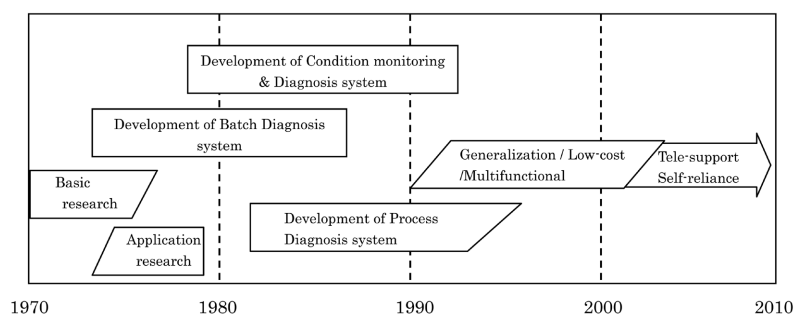 Development of Condition monitoring
& Diagnosis system
Development of Batch Diagnosis
system
Generalization / Low-cost
/Multifunctional
Tele-support
Self-reliance
Basic
research
Development of Process
Diagnosis system
Application
research
1970
1980
1990
2000
2010